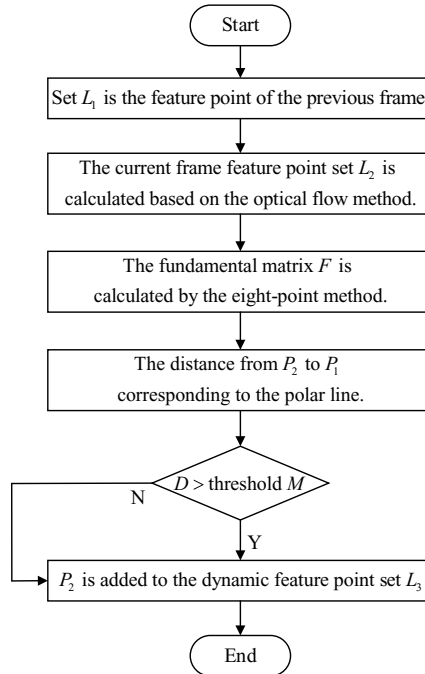 Start
Set L₁ is the feature point of the previous frame
The current frame feature point set L₂ is
calculated based on the optical flow method.
The fundamental matrix F is
calculated by the eight-point method.
The distance from P₂ to P₁
corresponding to the polar line.
D > threshold M
N
Y
P₂ is added to the dynamic feature point set L₃
End